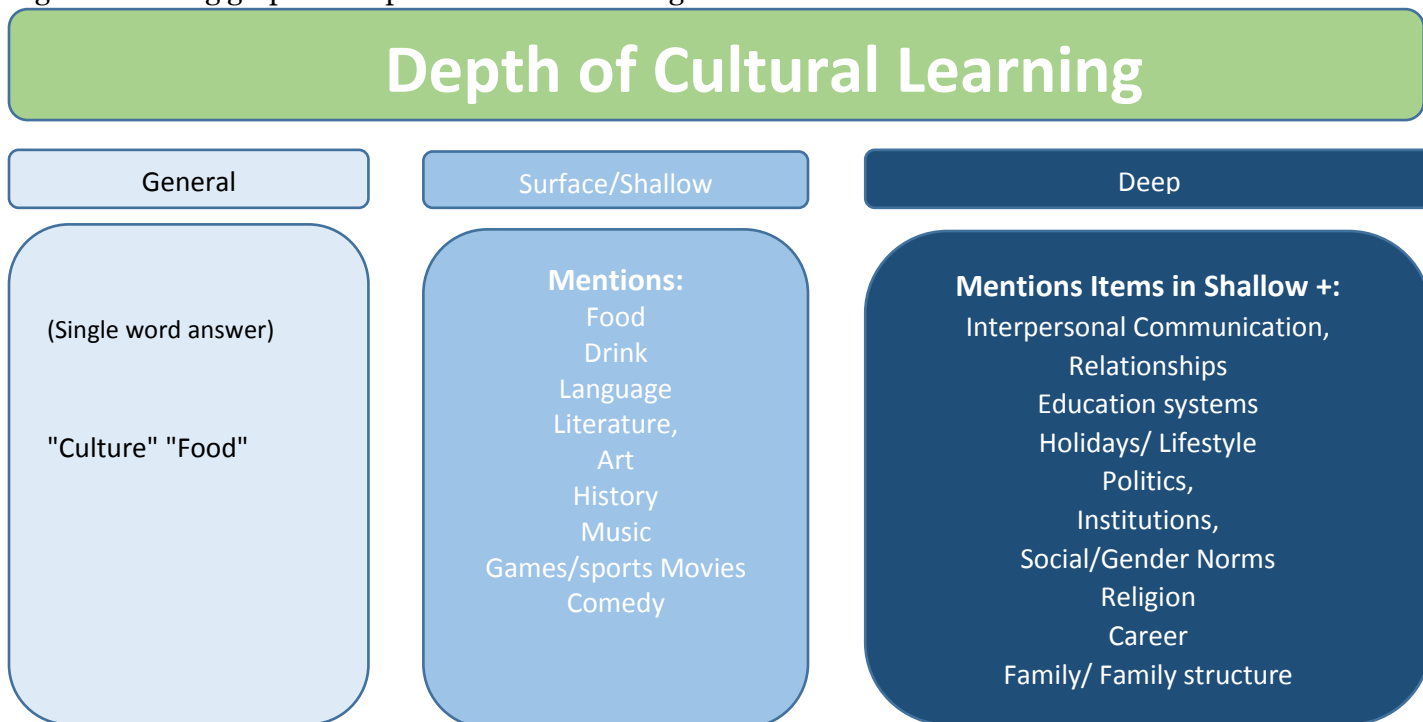 Depth of Cultural Learning
General
(Single word answer)
"Culture" "Food"
Surface/Shallow
Mentions:
Food
Drink
Language
Literature,
Art
History
Music
Games/sports Movies
Comedy
Deep
Mentions Items in Shallow +:
Interpersonal Communication,
Relationships
Education systems
Holidays/ Lifestyle
Politics,
Institutions,
Social/Gender Norms
Religion
Career
Family/ Family structure